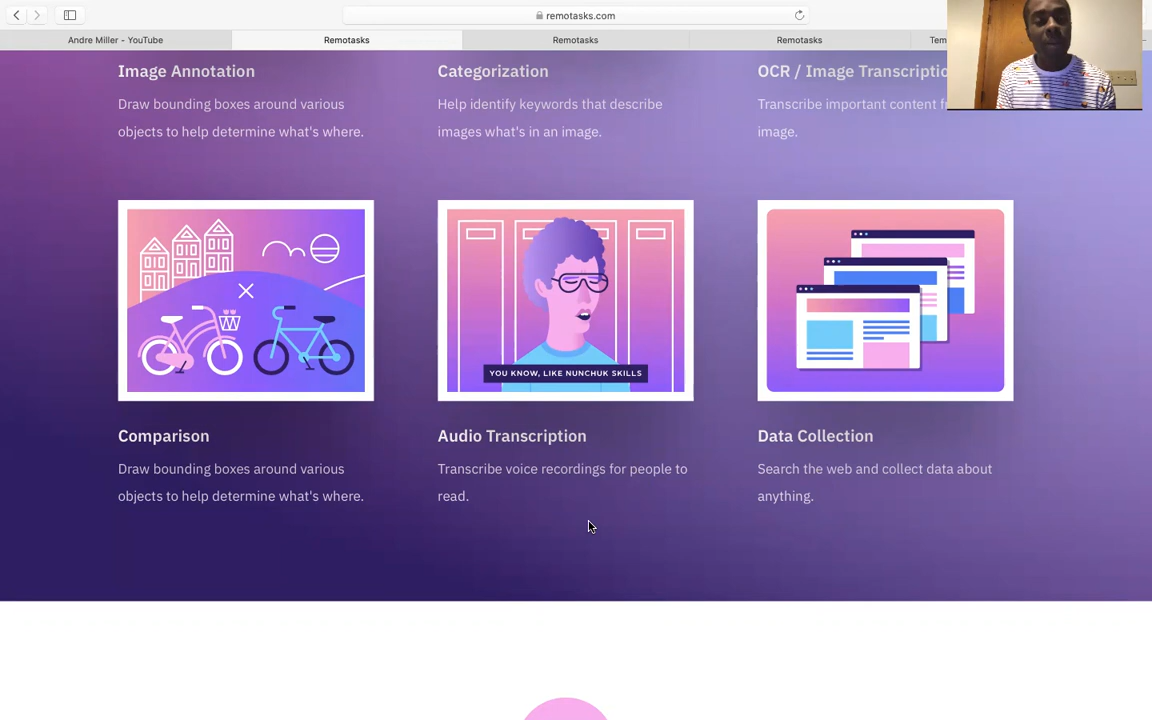 remotasks.com
Andre Miller - YouTube
Remotasks
Remotasks
Remotasks
Image Annotation
Draw bounding boxes around various
objects to help determine what's where.
Categorization
Help identify keywords that describe
images what's in an image.
OCR / Image
Transcribe important content
image.
YOU KNOW, LIKE NUNCHUK SKILLS
Comparison
Draw bounding boxes around various
objects to help determine what's where.
Audio Transcription
Transcribe voice recordings for people to
read.
Data Collection
Search the web and collect data about
anything.